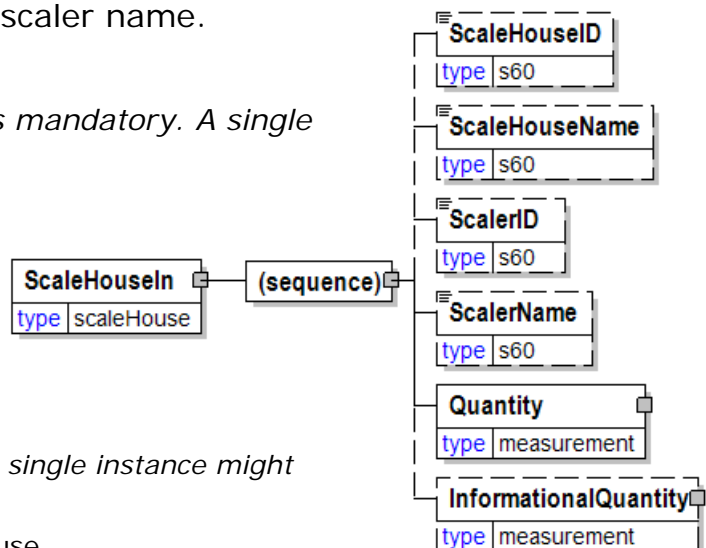 scaler name.
s mandatory. A single
single instance might
use
ScaleHouseIn
type scaleHouse
(sequence)
ScaleHouseID
type s60
ScaleHouseName
type s60
ScalerID
type s60
ScalerName
type s60
Quantity
type measurement
InformationalQuantity
type measurement